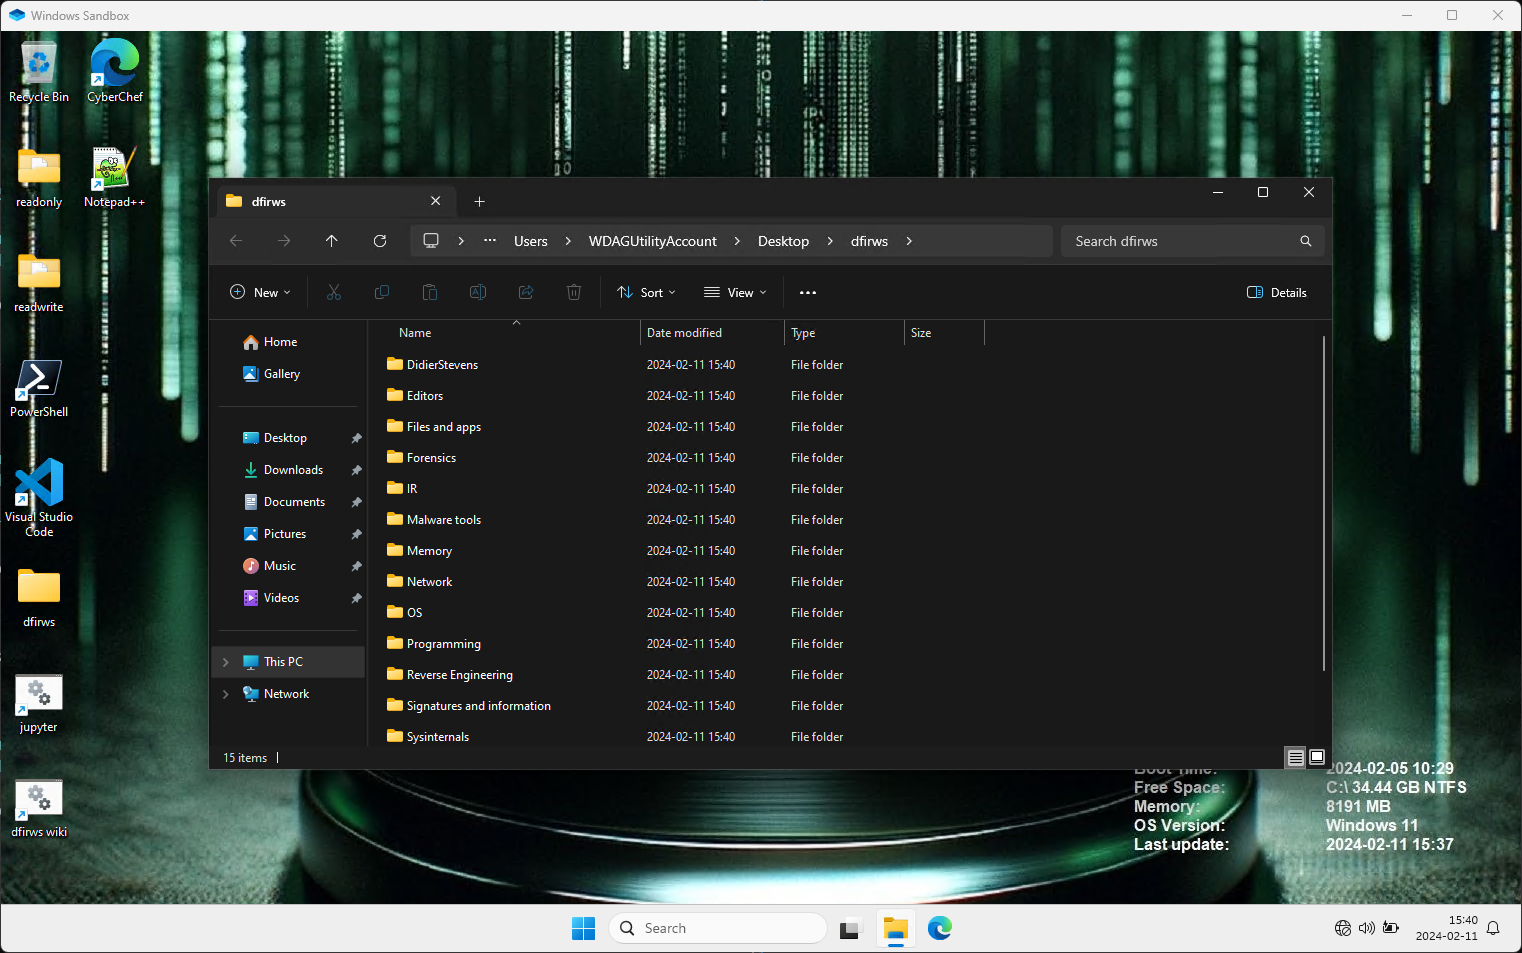 Windows Sandbox
Recycle Bin
CyberChef
readonly
Notepad++
readwrite
PowerShell
Visual Studio
Code
dfirws
jupyter
dfirws wiki
dfirws
Users
WDAGUtilityAccount
Desktop
dfirws
Search dfirws
New
Sort
View
Details
Home
Gallery
Desktop
Downloads
Documents
Pictures
Music
Videos
This PC
Network
Name Date modified Type Size
DidierStevens 2024-02-11 15:40 File folder
Editors 2024-02-11 15:40 File folder
Files and apps 2024-02-11 15:40 File folder
Forensics 2024-02-11 15:40 File folder
IR 2024-02-11 15:40 File folder
Malware tools 2024-02-11 15:40 File folder
Memory 2024-02-11 15:40 File folder
Network 2024-02-11 15:40 File folder
OS 2024-02-11 15:40 File folder
Programming 2024-02-11 15:40 File folder
Reverse Engineering 2024-02-11 15:40 File folder
Signatures and information 2024-02-11 15:40 File folder
Sysinternals 2024-02-11 15:40 File folder
15 items
Boot Time: 2024-02-05 10:29
Free Space: C:\ 34.44 GB NTFS
Memory: 8191 MB
OS Version: Windows 11
Last update: 2024-02-11 15:37
Search
15:40
2024-02-11